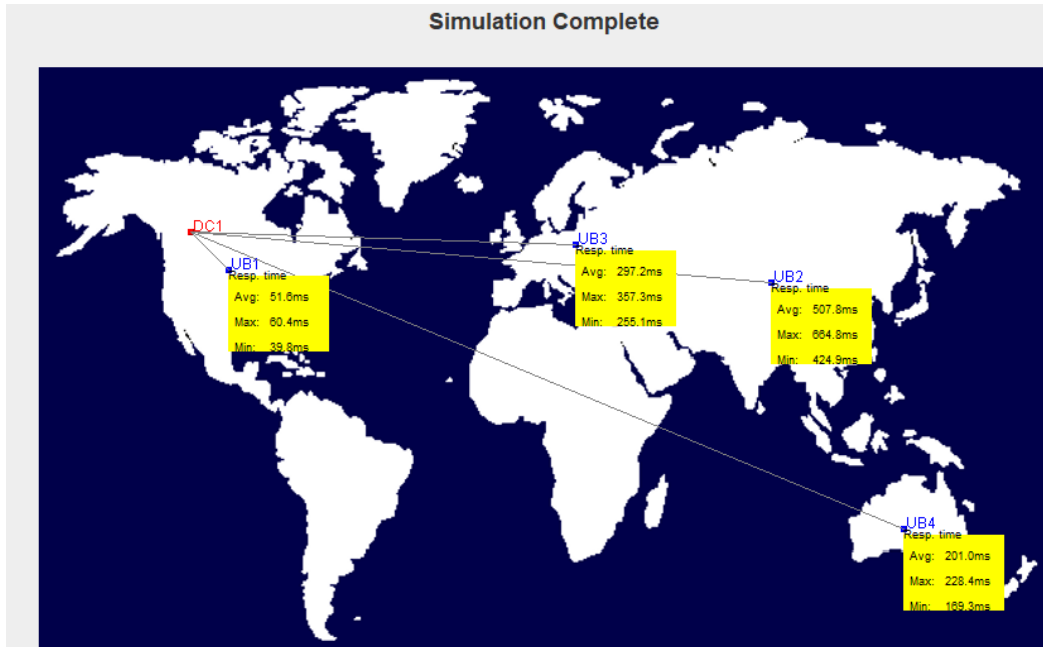 Simulation Complete
DC1
UB1
Resp. time
Avg: 51.6ms
Max: 60.4ms
Min: 39.8ms
UB3
Resp. time
Avg: 297.2ms
Max: 357.3ms
Min: 255.1ms
UB2
Resp. time
Avg: 507.8ms
Max: 664.8ms
Min: 424.9ms
UB4
Resp. time
Avg: 201.0ms
Max: 228.4ms
Min: 169.3ms